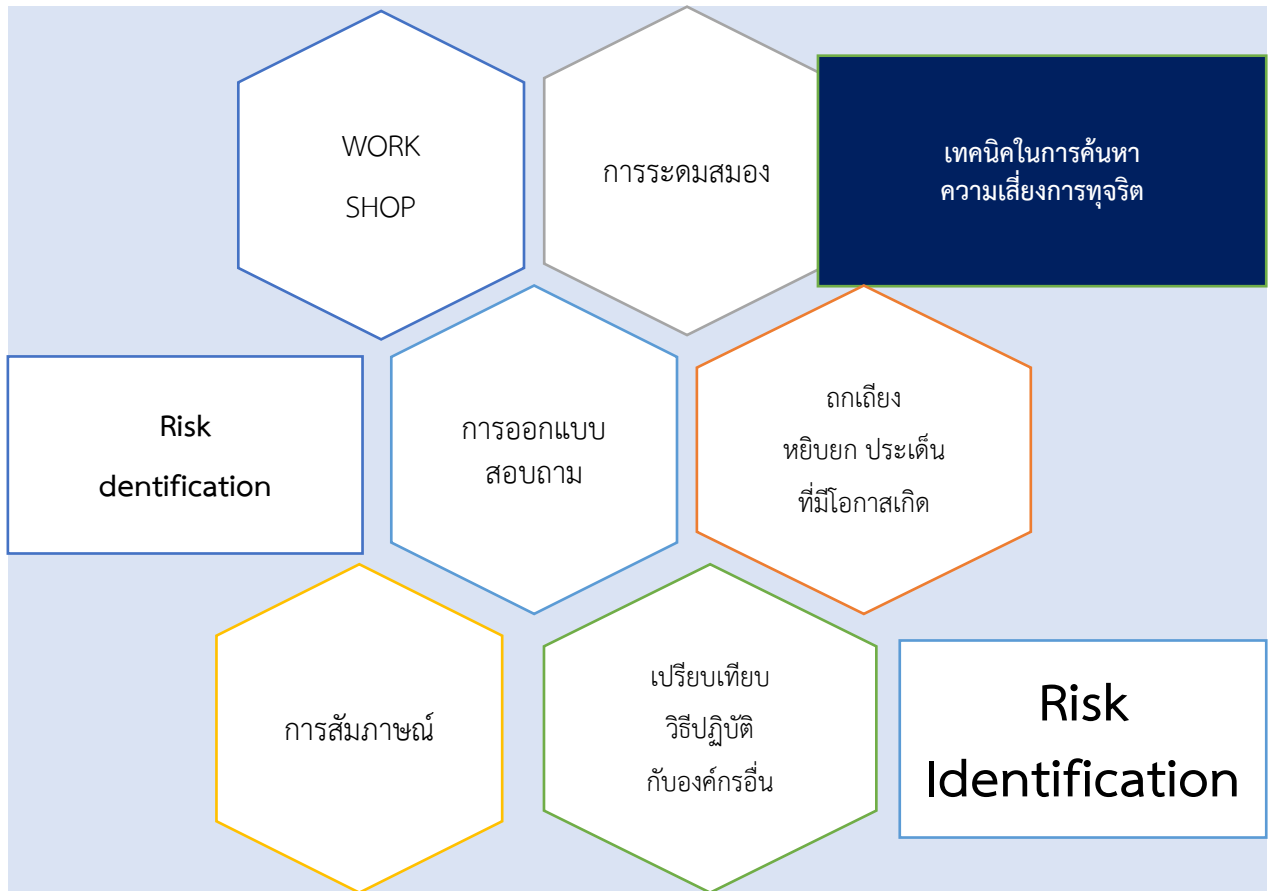 WORK
SHOP
การระดมสมอง
เทคนิคในการค้นหา
ความเสี่ยงการทุจริต
Risk
dentification
การออกแบบ
สอบถาม
ถกเถียง
หยิบยก ประเด็น
ที่มีโอกาสเกิด
การสัมภาษณ์
เปรียบเทียบ
วิธีปฏิบัติ
กับองค์กรอื่น
Risk
Identification